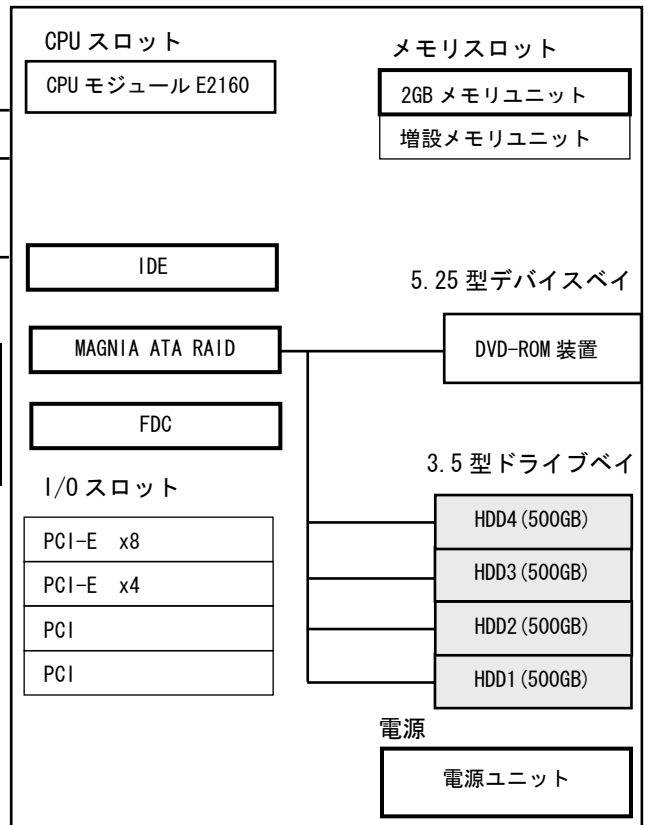 CPU スロット
CPU モジュール E2160
メモリスロット
2GB メモリユニット
増設メモリユニット
IDE
5.25 型デバイスベイ
MAGNIA ATA RAID
DVD-ROM 装置
FDC
3.5 型ドライブベイ
I/O スロット
HDD4(500GB)
PCI-E x8
HDD3(500GB)
PCI-E x4
HDD2(500GB)
PCI
HDD1(500GB)
PCI
電源
電源ユニット